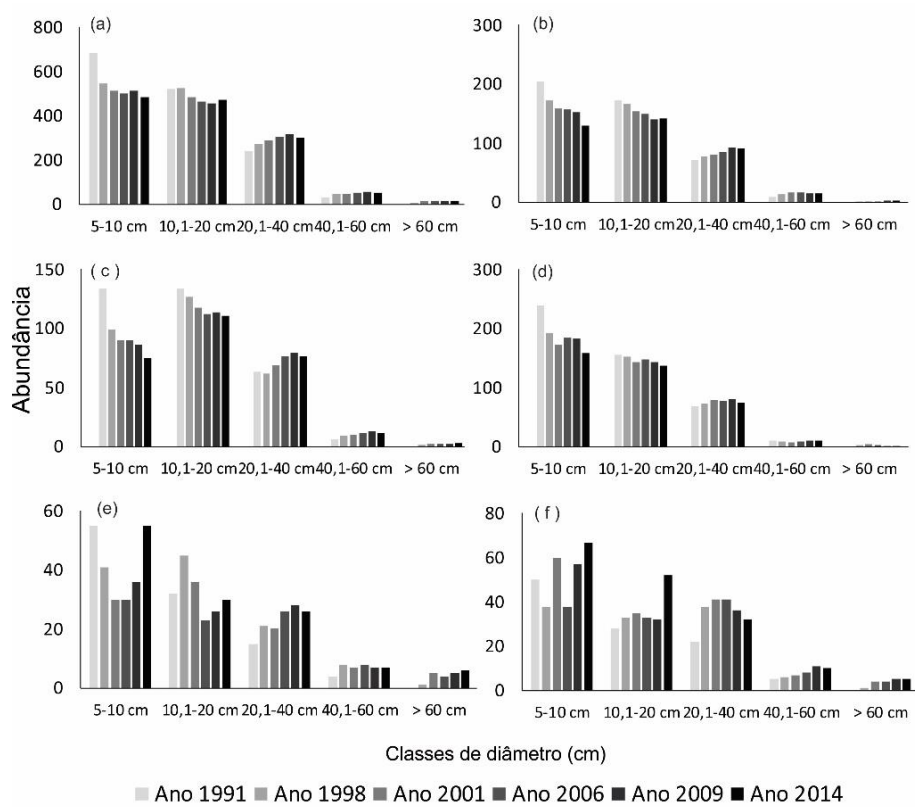 (a)
800
600
400
200
0
5-10 cm 10,1-20 cm 20,1-40 cm 40,1-60 cm > 60 cm
(b)
300
200
100
0
5-10 cm 10,1-20 cm 20,1-40 cm 40,1-60 cm > 60 cm
Abundância
( c )
150
100
50
0
5-10 cm 10,1-20 cm 20,1-40 cm 40,1-60 cm > 60 cm
(d)
300
200
100
0
5-10 cm 10,1-20 cm 20,1-40 cm 40,1-60 cm > 60 cm
(e)
60
40
20
0
5-10 cm 10,1-20 cm 20,1-40 cm 40,1-60 cm > 60 cm
( f )
80
60
40
20
0
5-10 cm 10,1-20 cm 20,1-40 cm 40,1-60 cm > 60 cm
Classes de diâmetro (cm)
Ano 1991 Ano 1998 Ano 2001 Ano 2006 Ano 2009 Ano 2014